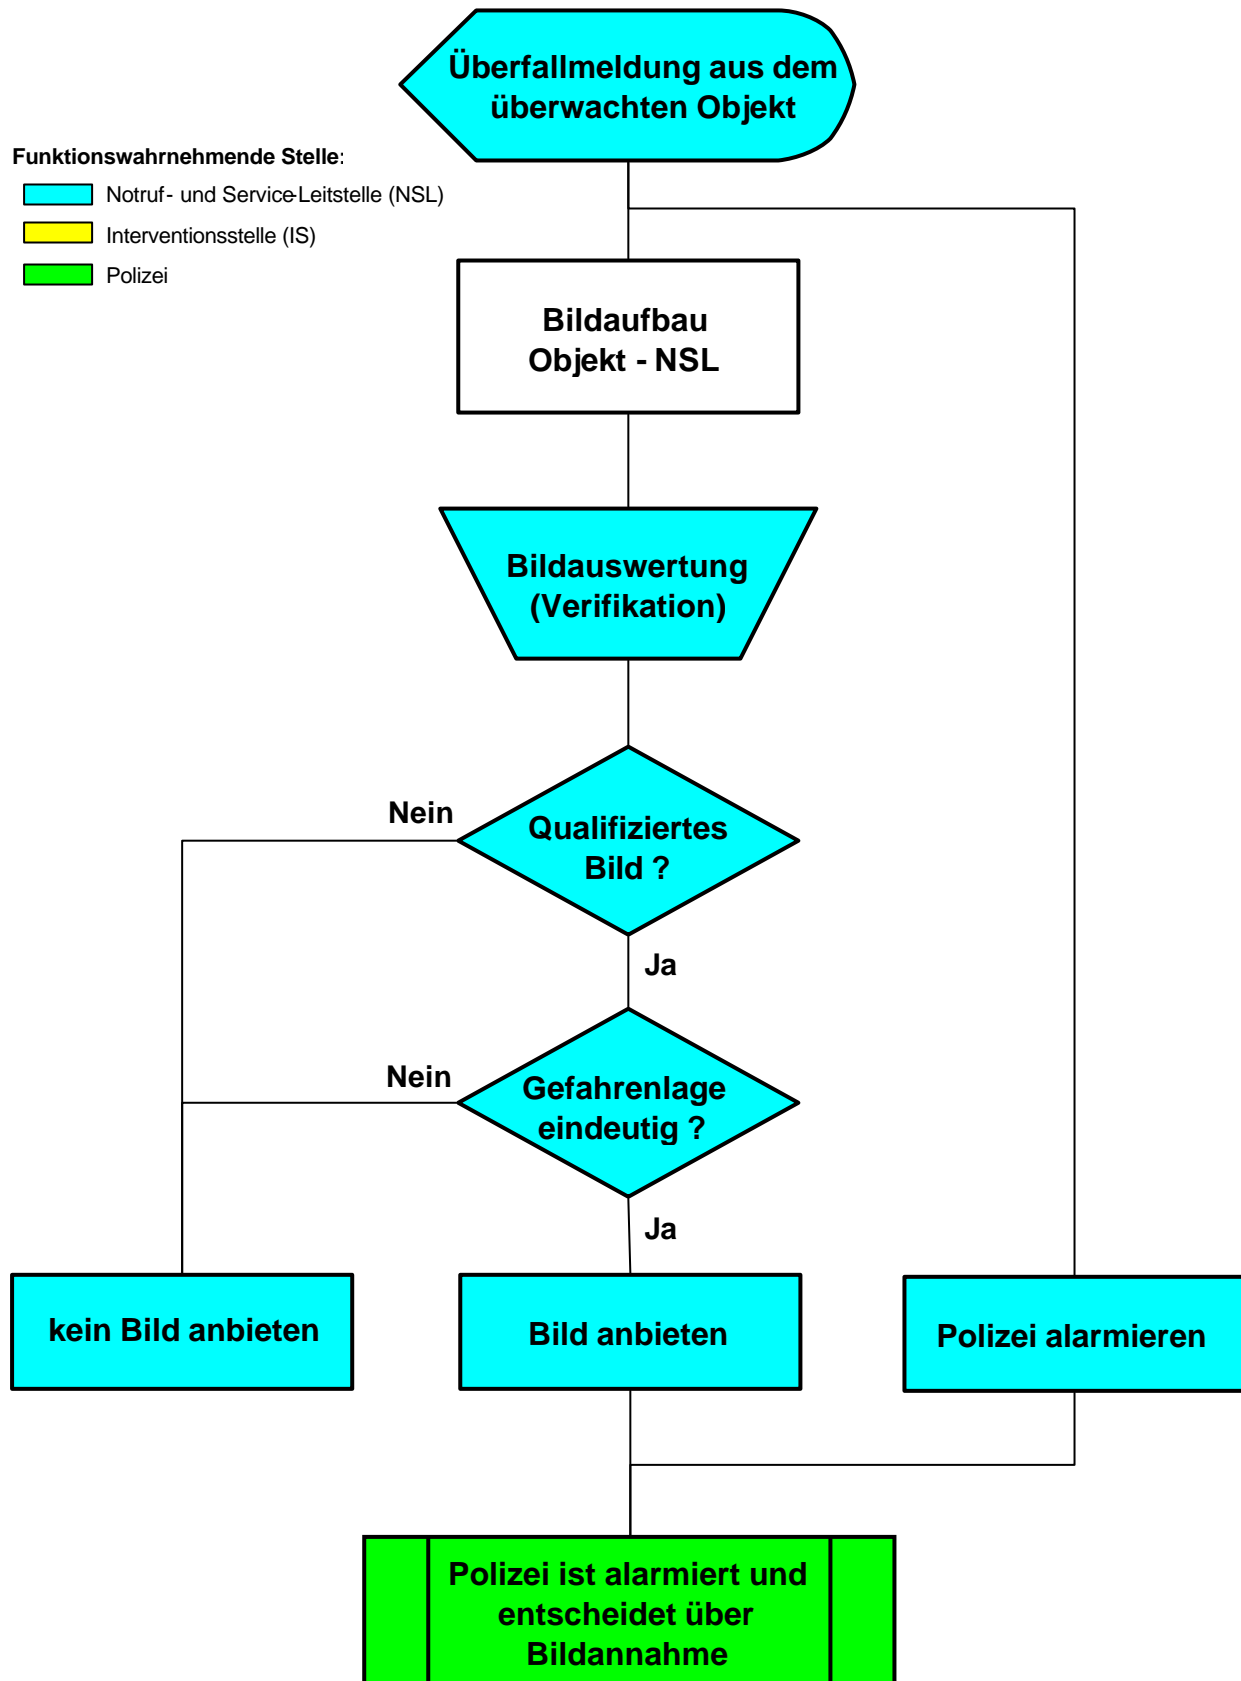 Überfallmeldung aus dem
überwachten Objekt
Funktionswahrnehmende Stelle:
Notruf- und Service-Leitstelle (NSL)
Interventionsstelle (IS)
Polizei
Bildaufbau
Objekt - NSL
Bildauswertung
(Verifikation)
Nein
Qualifiziertes
Bild ?
Ja
Nein
Gefahrenlage
eindeutig ?
Ja
kein Bild anbieten
Bild anbieten
Polizei alarmieren
Polizei ist alarmiert und
entscheidet über
Bildannahme